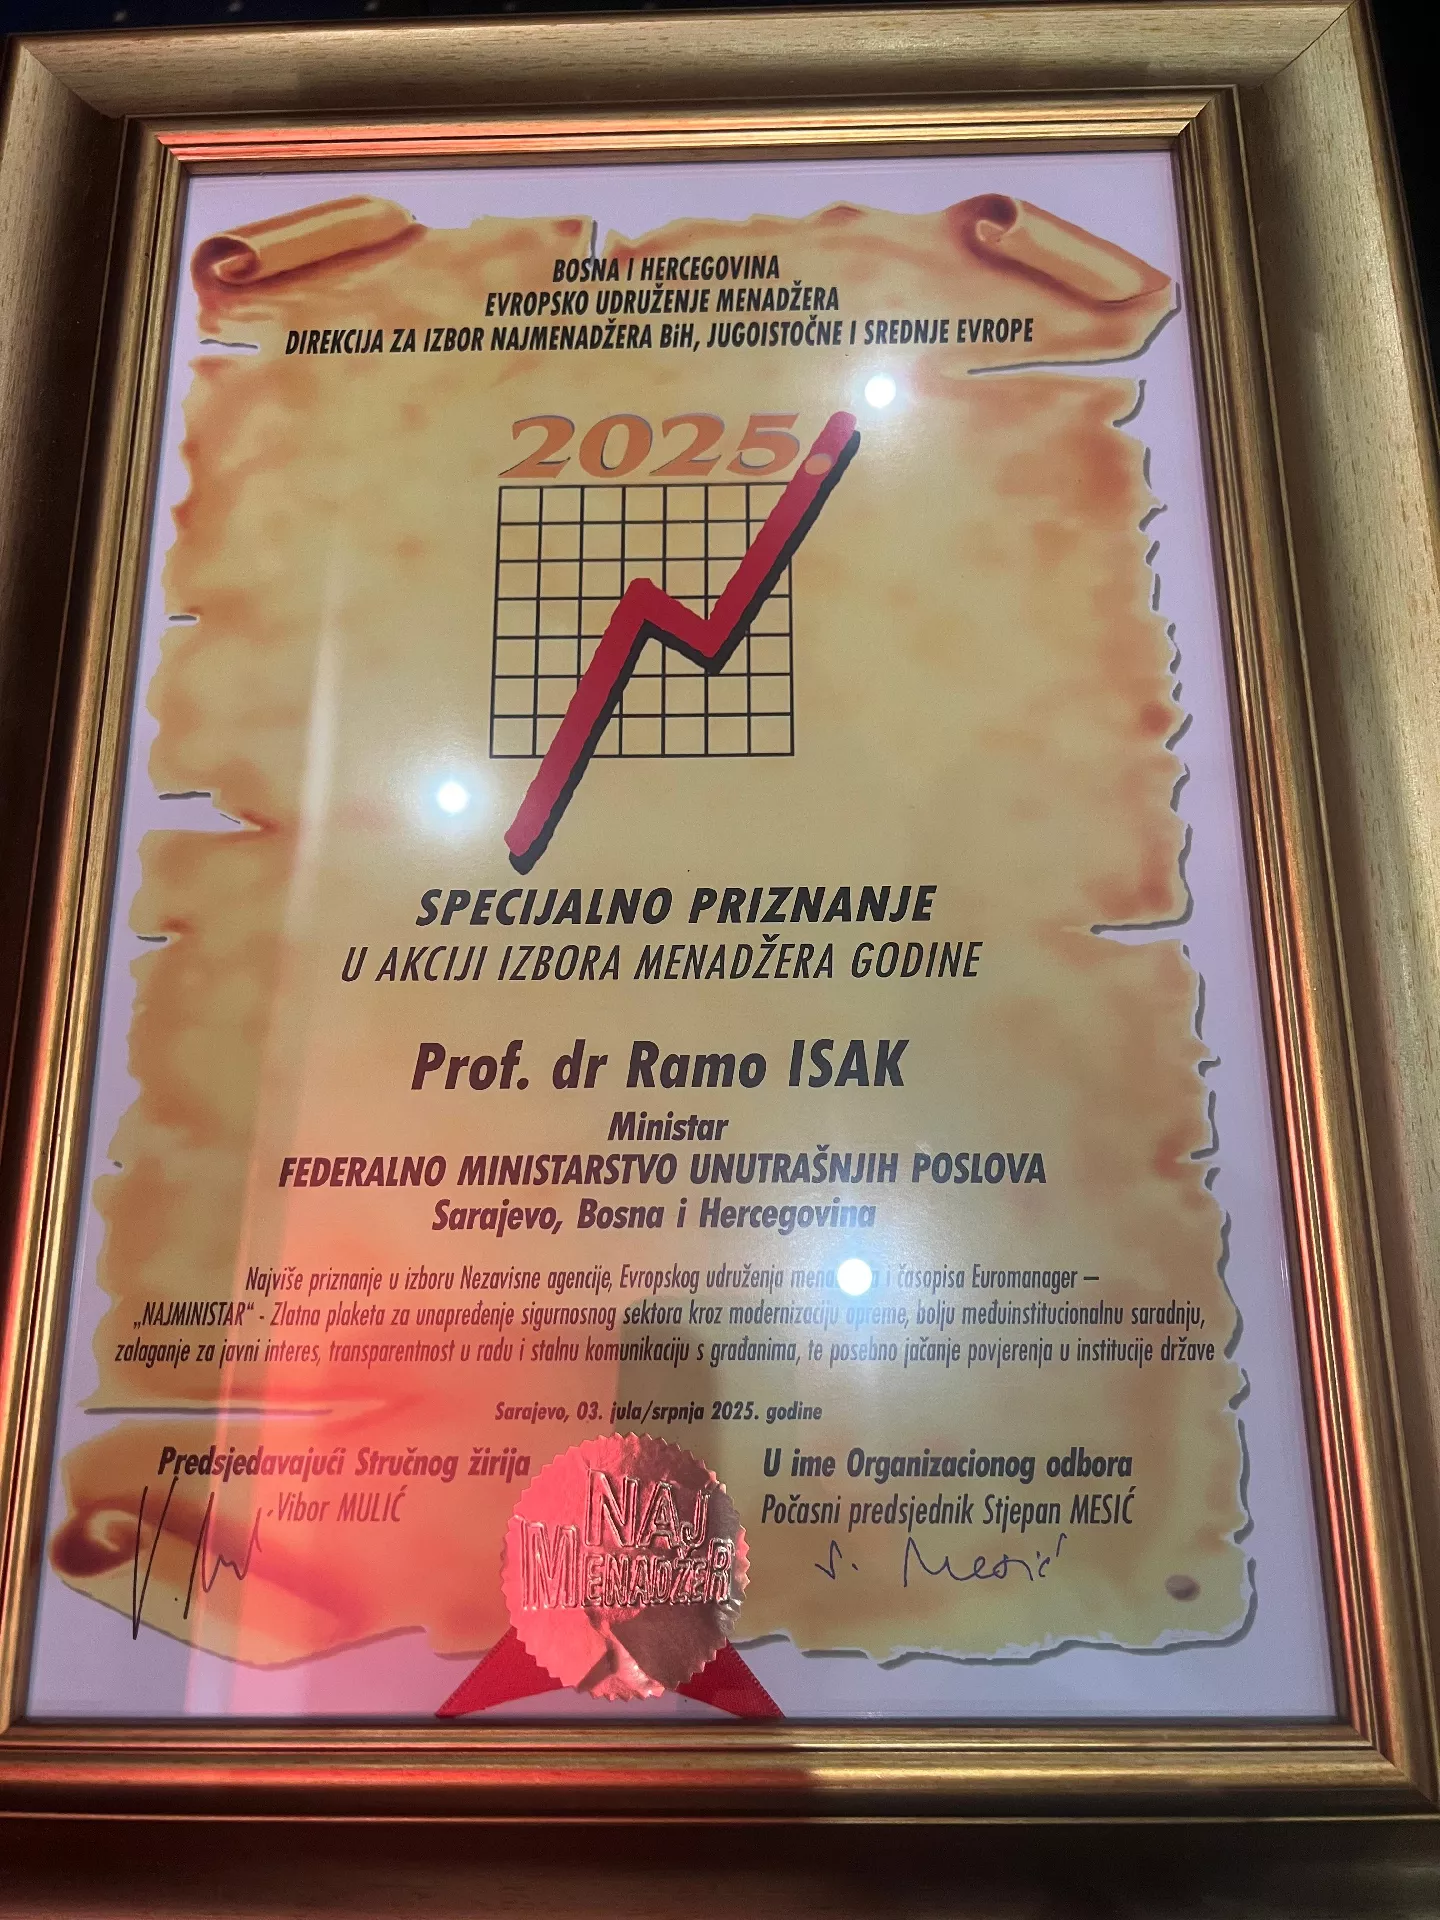 BOSNA I HERCEGOVINA
EVROPSKO UDRUŽENJE MENADŽERA
DIREKCIJA ZA IZBOR NAJMENADŽERA BiH, JUGOISTOČNE I SREDNJE EVROPE
2025.
SPECIJALNO PRIZNANJE
U AKCIJI IZBORA MENADŽERA GODINE
Prof. dr Ramo ISAK
Ministar
FEDERALNO MINISTARSTVO UNUTRAŠNJIH POSLOVA
Sarajevo, Bosna i Hercegovina
Najviše priznanje u izboru Nezavisne agencije, Evropskog udruženja i časopisa Euromanager –
„NAJMINISTAR“ - Zlatna plaketa za unapređenje sigurnosnog sektora kroz modernizaciju opreme, bolju međuinstitucionalnu saradnju,
zalaganje za javni interes, transparentnost u radu i stalnu komunikaciju s građanima, te posebno jačanje povjerenja u institucije države
Sarajevo, 03. jula/srpnja 2025. godine
Predsjedavajući Stručnog žirija
Vibor MULIĆ
U ime Organizacionog odbora
Počasni predsjednik Stjepan MESIĆ
S. Mesić
NAJ
MENADŽER